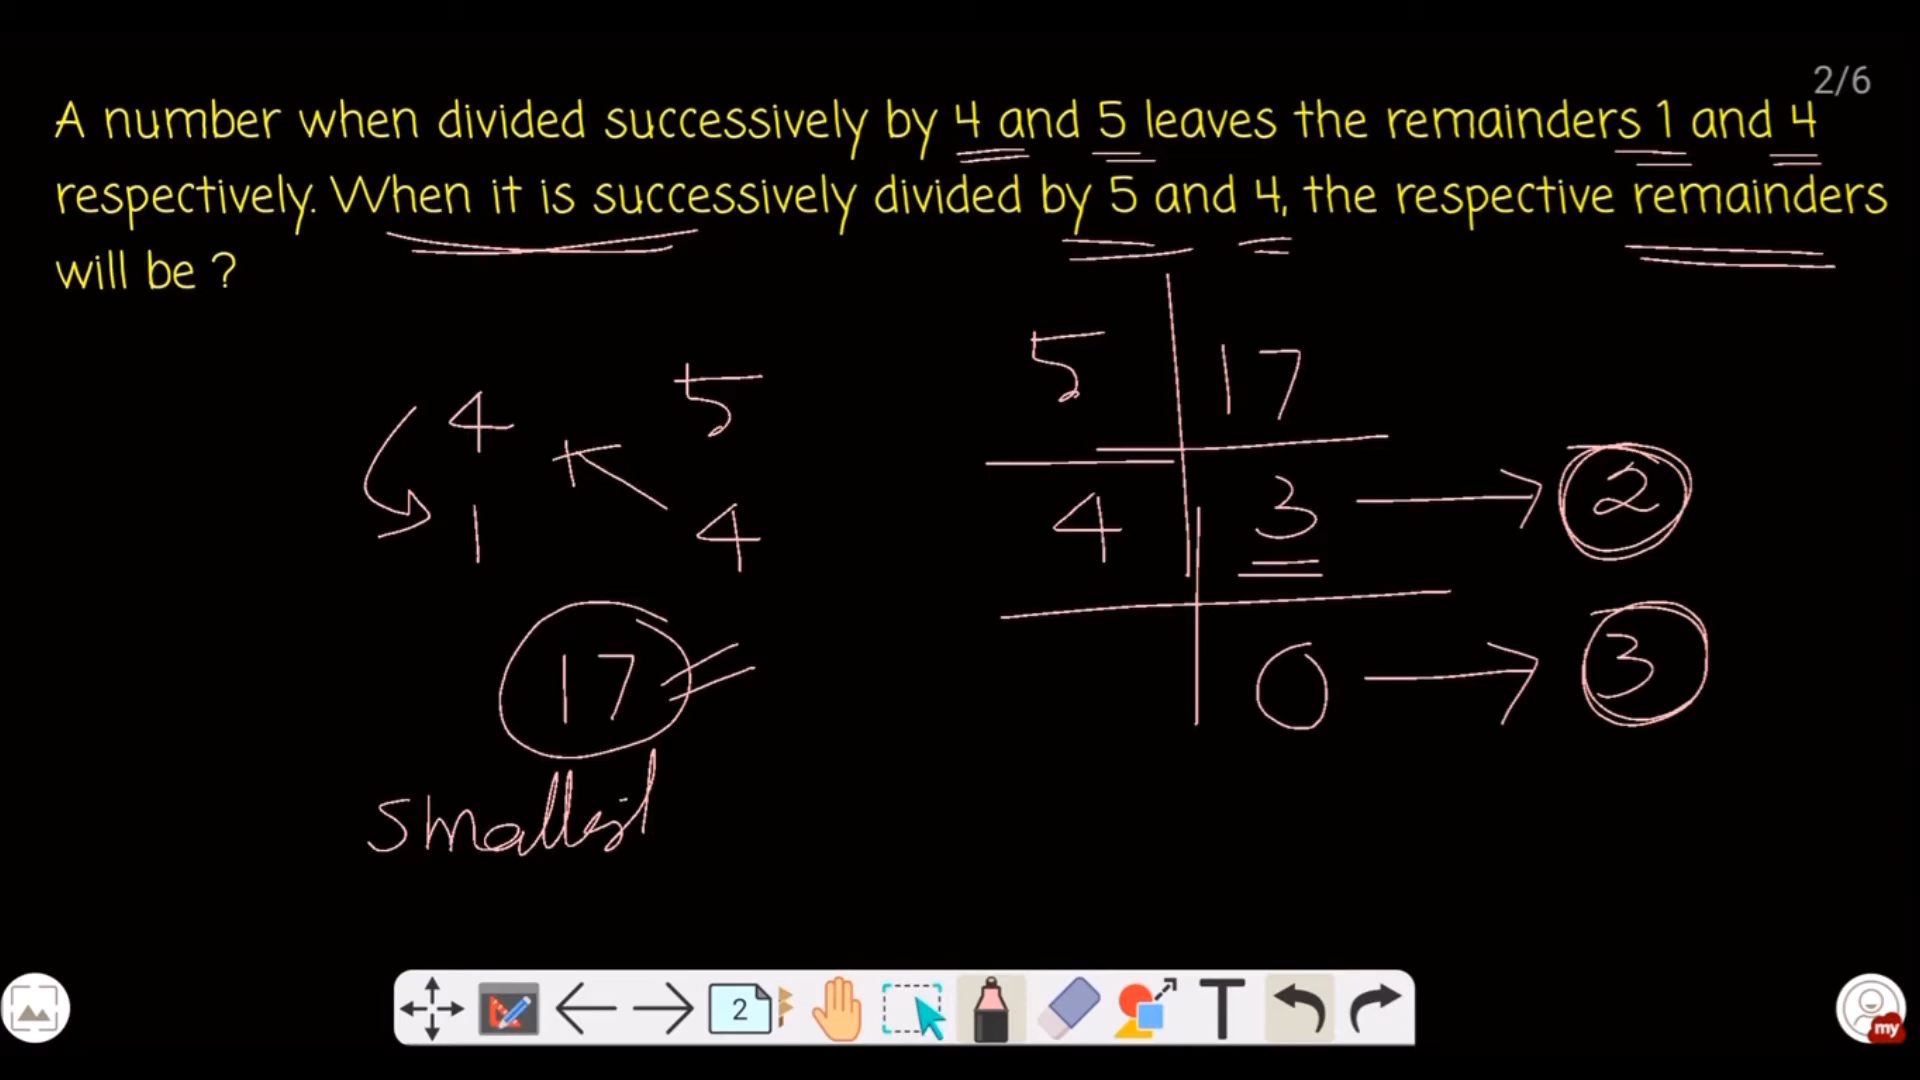 2/6
A number when divided successively by 4 and 5 leaves the remainders 1 and 4
respectively. When it is successively divided by 5 and 4, the respective remainders
will be ?
4 5
1 4
17
smallest
5 17
4 3 2
0 3
2
T
my